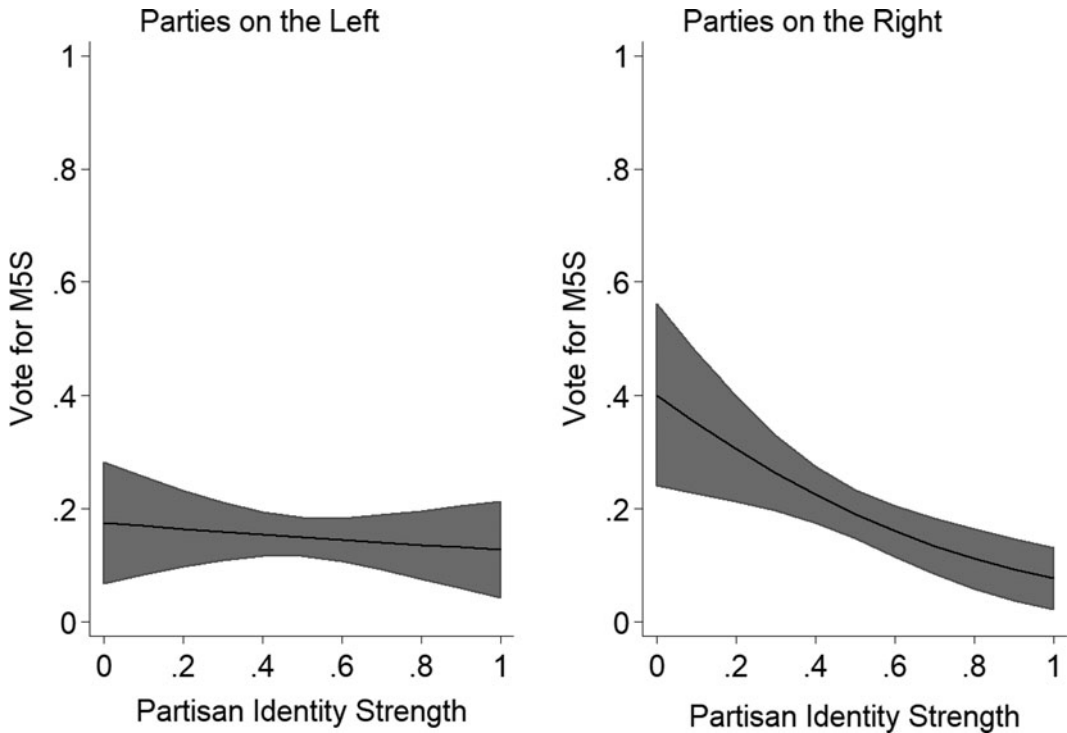 Parties on the Left
1
.8
.6
.4
.2
0
Vote for M5S
0 .2 .4 .6 .8 1
Partisan Identity Strength
Parties on the Right
1
.8
.6
.4
.2
0
Vote for M5S
0 .2 .4 .6 .8 1
Partisan Identity Strength